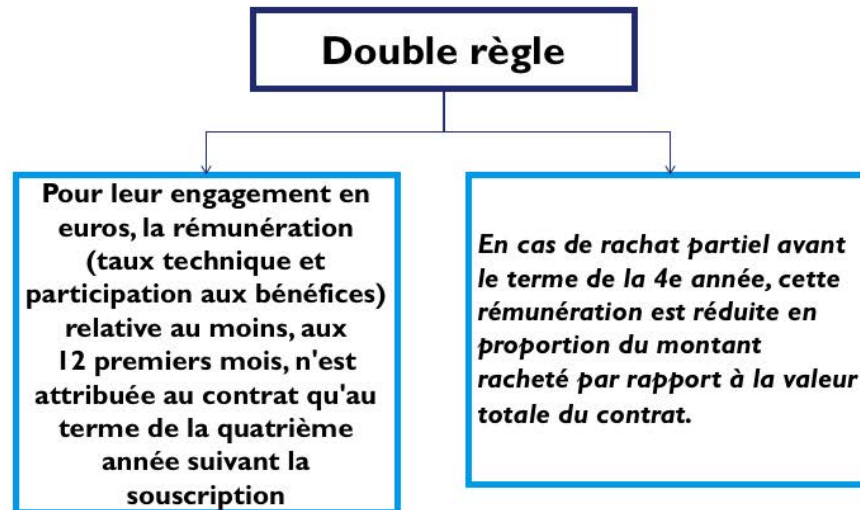 Double règle
Pour leur engagement en
euros, la rémunération
(taux technique et
participation aux bénéfices)
relative au moins, aux
12 premiers mois, n'est
attribuée au contrat qu'au
terme de la quatrième
année suivant la
souscription
En cas de rachat partiel avant
le terme de la 4e année, cette
rémunération est réduite en
proportion du montant
racheté par rapport à la valeur
totale du contrat.